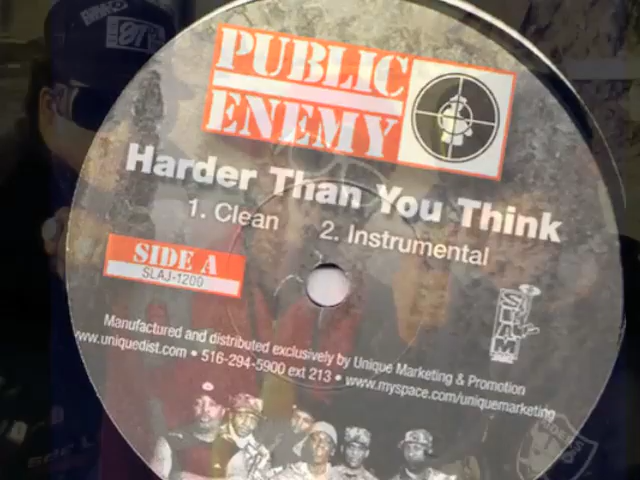 PUBLIC
ENEMY
Harder Than You Think
1. Clean 2. Instrumental
SIDE A
SLAJ-1200
SLAM
Manufactured and distributed exclusively by Unique Marketing & Promotion
www.uniquedist.com • 516-294-5900 ext 213 • www.myspace.com/uniquemarketing